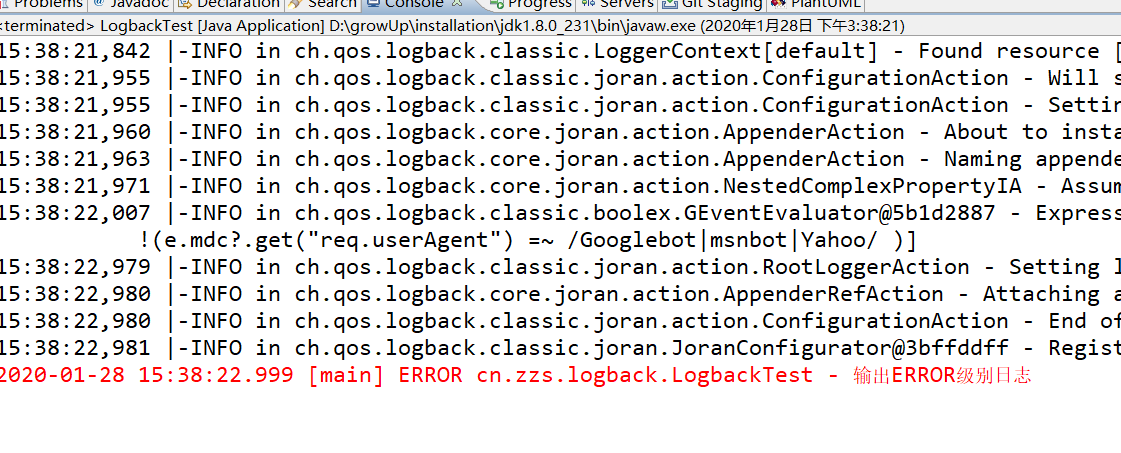 Problems @ Javadoc Declaration Search Console Progress Servers Git Staging PlantUML
<terminated> LogbackTest [Java Application] D:\growUp\installation\jdk1.8.0_231\bin\javaw.exe (2020年1月28日 下午3:38:21)
15:38:21,842 |-INFO in ch.qos.logback.classic.LoggerContext[default] - Found resource [
15:38:21,955 |-INFO in ch.qos.logback.classic.joran.action.ConfigurationAction - Will s
15:38:21,955 |-INFO in ch.qos.logback.classic.joran.action.ConfigurationAction - Settin
15:38:21,960 |-INFO in ch.qos.logback.core.joran.action.AppenderAction - About to insta
15:38:21,963 |-INFO in ch.qos.logback.core.joran.action.AppenderAction - Naming appende
15:38:21,971 |-INFO in ch.qos.logback.core.joran.action.NestedComplexPropertyIA - Assum
15:38:22,007 |-INFO in ch.qos.logback.classic.boolex.GEventEvaluator@5b1d2887 - Express
!(e.mdc?.get("req.userAgent") =~ /Googlebot|msnbot|Yahoo/ )]
15:38:22,979 |-INFO in ch.qos.logback.classic.joran.action.RootLoggerAction - Setting l
15:38:22,980 |-INFO in ch.qos.logback.core.joran.action.AppenderRefAction - Attaching a
15:38:22,980 |-INFO in ch.qos.logback.classic.joran.action.ConfigurationAction - End of
15:38:22,981 |-INFO in ch.qos.logback.classic.joran.JoranConfigurator@3bffddff - Regist
2020-01-28 15:38:22.999 [main] ERROR cn.zzs.logback.LogbackTest - 输出ERROR级别日志